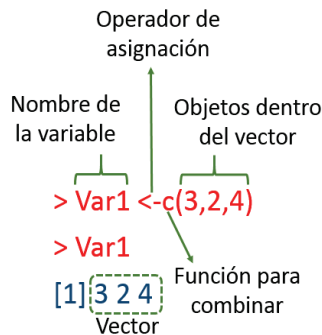 Operador de
asignación
Nombre de
la variable
Objetos dentro
del vector
> Var1 <-c(3,2,4)
> Var1
[1] 3 2 4
Vector
Función para
combinar